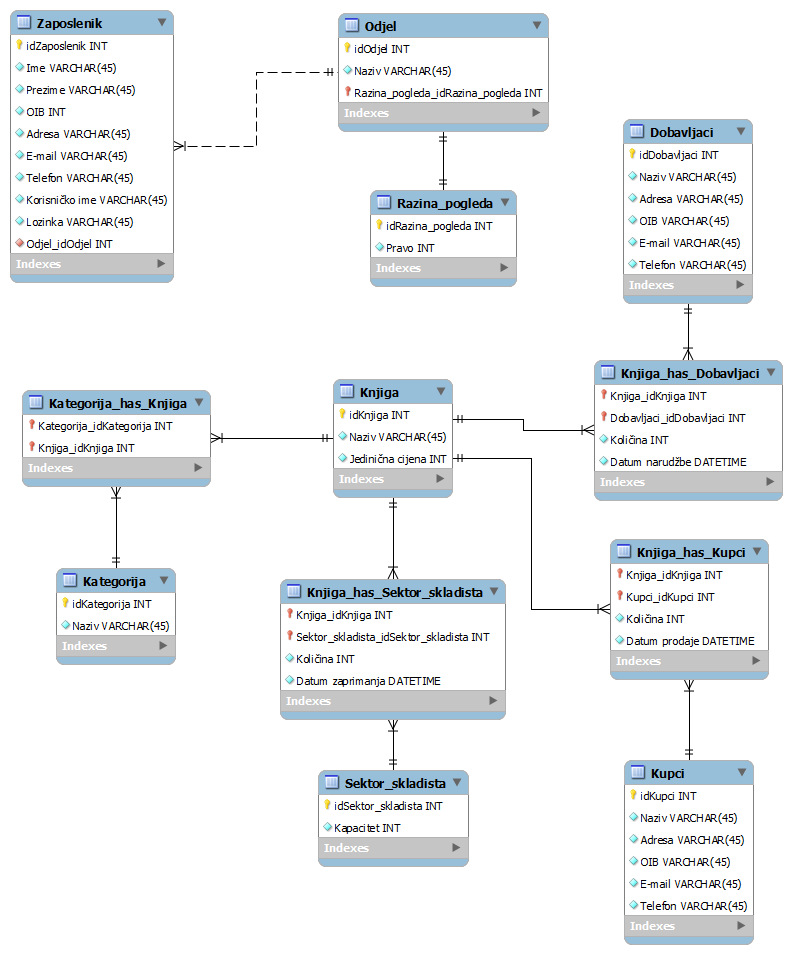 Zaposlenik
idZaposlenik INT
Ime VARCHAR(45)
Prezime VARCHAR(45)
OIB INT
Adresa VARCHAR(45)
E-mail VARCHAR(45)
Telefon VARCHAR(45)
Korisničko ime VARCHAR(45)
Lozinka VARCHAR(45)
Odjel_idOdjel INT
Indexes
Odjel
idOdjel INT
Naziv VARCHAR(45)
Razina_pogleda_idRazina_pogleda INT
Indexes
Razina_pogleda
idRazina_pogleda INT
Pravo INT
Indexes
Dobavljaci
idDobavljaci INT
Naziv VARCHAR(45)
Adresa VARCHAR(45)
OIB VARCHAR(45)
E-mail VARCHAR(45)
Telefon VARCHAR(45)
Indexes
Kategorija_has_Knjiga
Kategorija_idKategorija INT
Knjiga_idKnjiga INT
Indexes
Knjiga
idKnjiga INT
Naziv VARCHAR(45)
Jedinična cijena INT
Indexes
Knjiga_has_Dobavljaci
Knjiga_idKnjiga INT
Dobavljaci_idDobavljaci INT
Količina INT
Datum narudžbe DATETIME
Indexes
Kategorija
idKategorija INT
Naziv VARCHAR(45)
Indexes
Knjiga_has_Sektor_skladista
Knjiga_idKnjiga INT
Sektor_skladista_idSektor_skladista INT
Količina INT
Datum zaprimanja DATETIME
Indexes
Knjiga_has_Kupci
Knjiga_idKnjiga INT
Kupci_idKupci INT
Količina INT
Datum prodaje DATETIME
Indexes
Sektor_skladista
idSektor_skladista INT
Kapacitet INT
Indexes
Kupci
idKupci INT
Naziv VARCHAR(45)
Adresa VARCHAR(45)
OIB VARCHAR(45)
E-mail VARCHAR(45)
Telefon VARCHAR(45)
Indexes